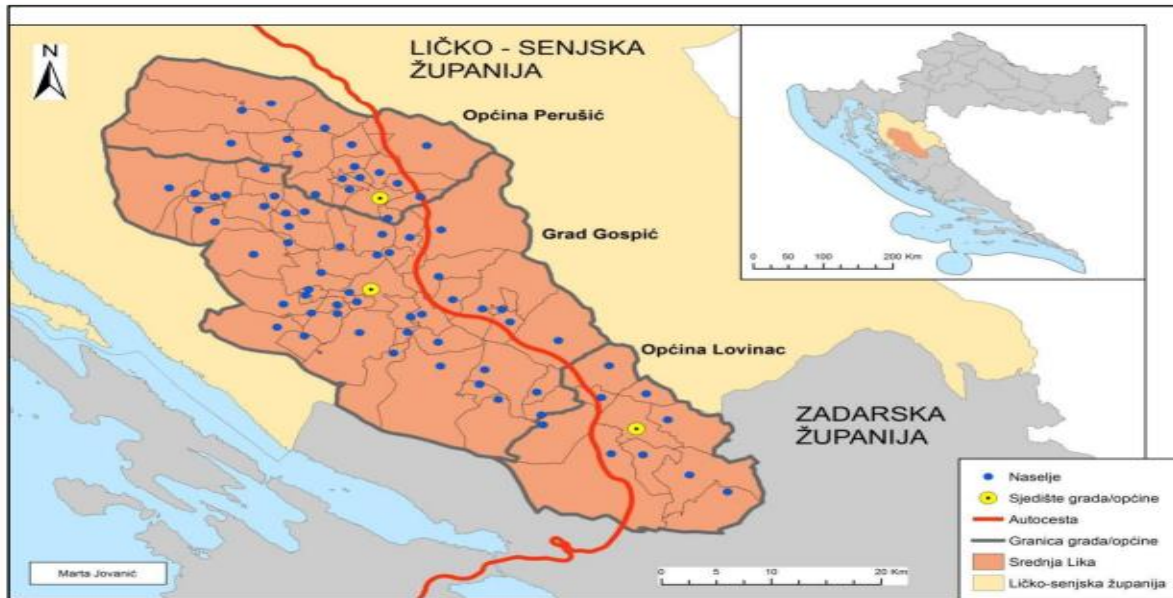 N
LIČKO - SENJSKA
ŽUPANIJA
Općina Perušić
Grad Gospić
Općina Lovinac
ZADARSKA
ŽUPANIJA
0 50 100 200 Km
Naselje
Sjedište grada/općine
Autocesta
Granica grada/općine
Srednja Lika
Ličko-senjska županija
Marta Jovanić
0 5 10 20 Km